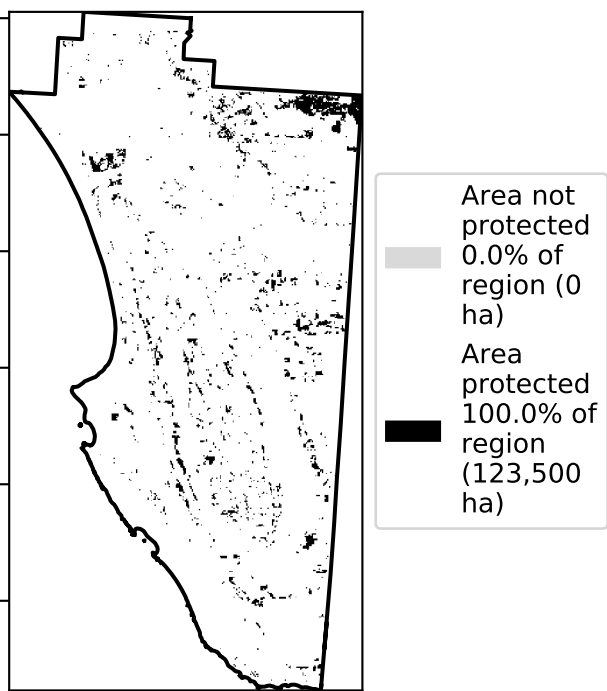 Area not
protected
0.0% of
region (0
ha)
Area
protected
100.0% of
region
(123,500
ha)